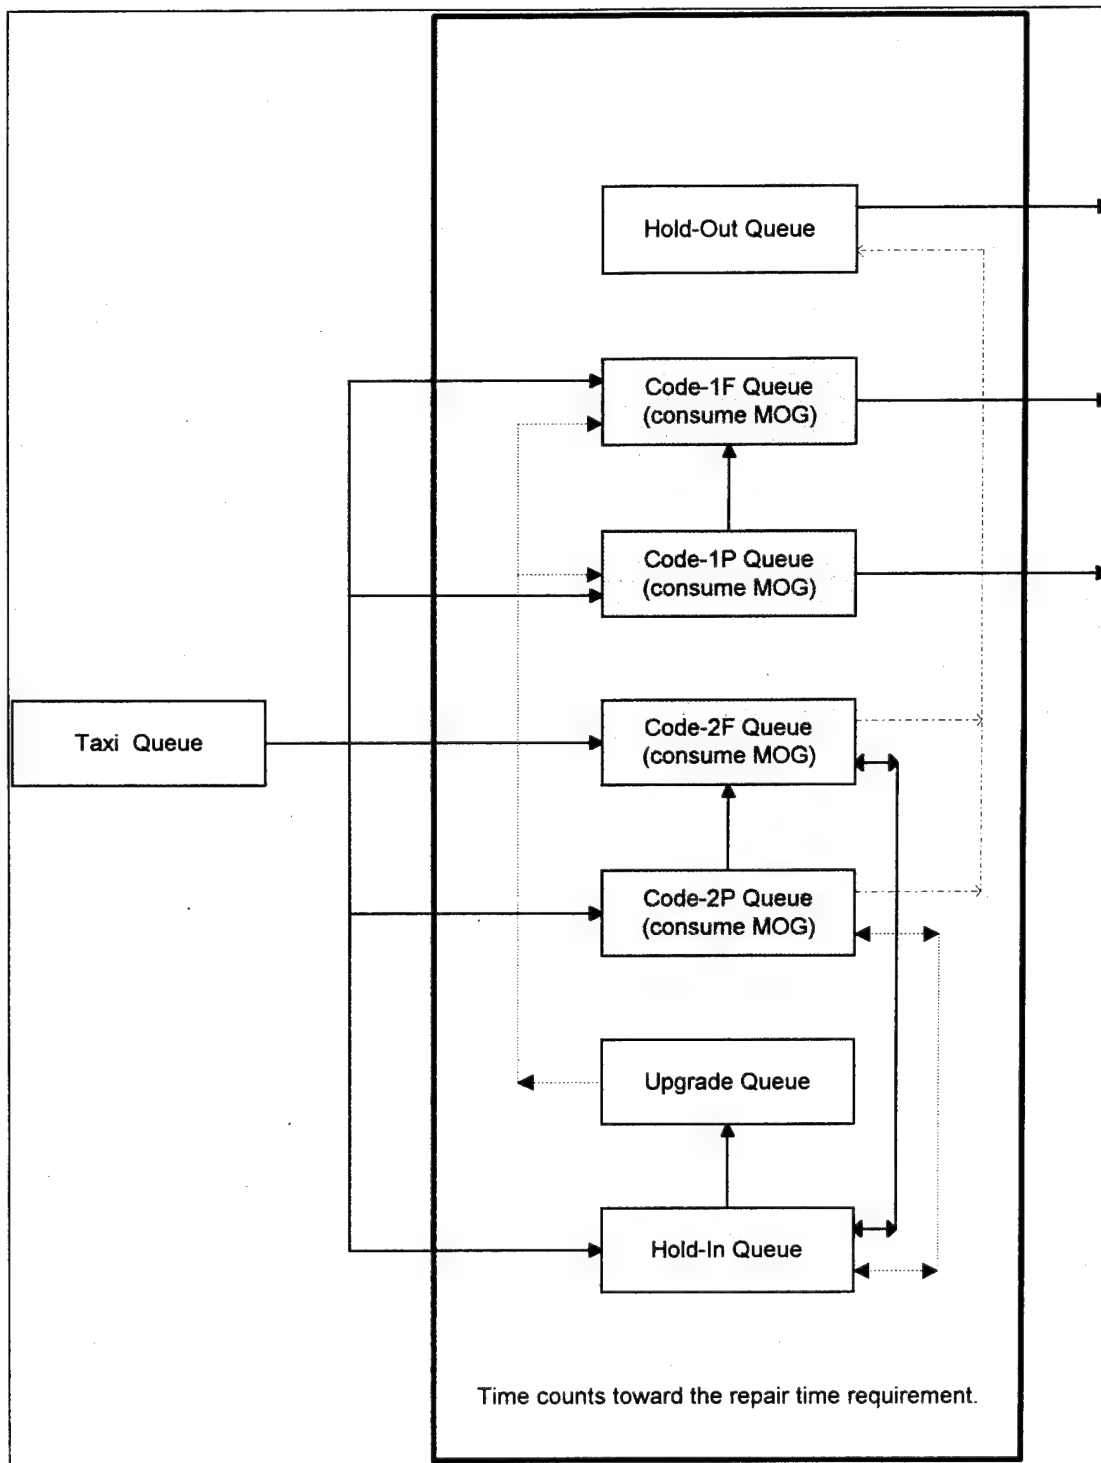 Hold-Out Queue
Code-1F Queue
(consume MOG)
Code-1P Queue
(consume MOG)
Taxi Queue
Code-2F Queue
(consume MOG)
Code-2P Queue
(consume MOG)
Upgrade Queue
Hold-In Queue
Time counts toward the repair time requirement.